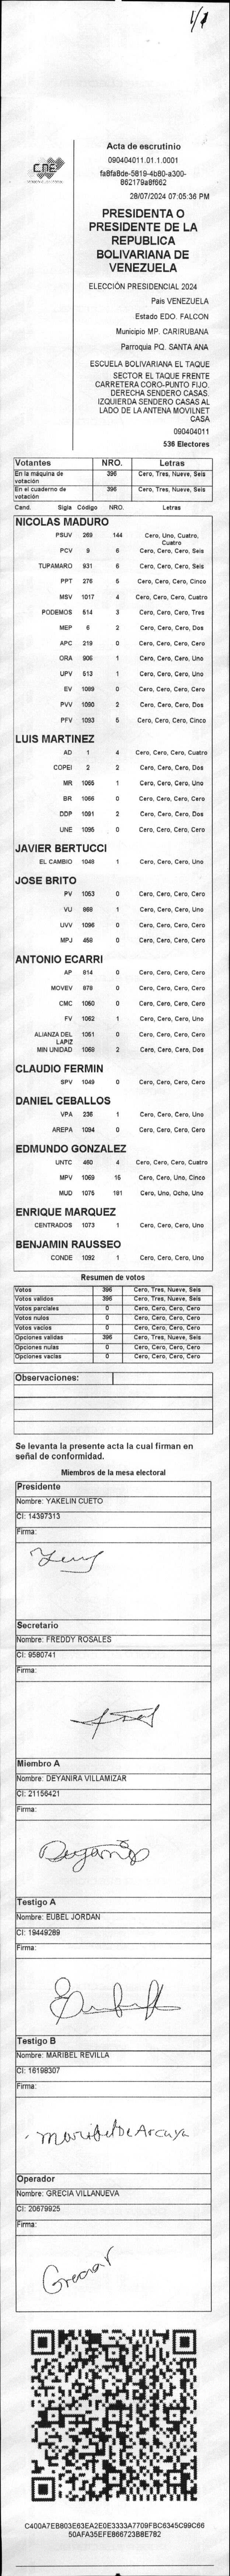 1/1
Acta de escrutinio
CNE
090404011.01.1.0001
fa8fa8de-5819-4b80-a300-
862179a8f662
28/07/2024 07:05:36 PM
PRESIDENTA O
PRESIDENTE DE LA
REPUBLICA
BOLIVARIANA DE
VENEZUELA
ELECCIÓN PRESIDENCIAL 2024
Pais VENEZUELA
Estado EDO. FALCON
Municipio MP. CARIRUBANA
Parroquia PQ. SANTA ANA
ESCUELA BOLIVARIANA EL TAQUE
SECTOR EL TAQUE FRENTE
CARRETERA CORO-PUNTO FIJO.
DERECHA SENDERO CASAS.
IZQUIERDA SENDERO CASAS AL
LADO DE LA ANTENA MOVILNET
CASA
090404011
536 Electores
Votantes NRO. Letras
En la máquina de votación 396 Cero, Tres, Nueve, Seis
En el cuaderno de votación 396 Cero, Tres, Nueve, Seis
Cand. Sigla Código NRO. Letras
NICOLAS MADURO
PSUV 269 144 Cero, Uno, Cuatro, Cuatro
PCV 9 6 Cero, Cero, Cero, Seis
TUPAMARO 931 6 Cero, Cero, Cero, Seis
PPT 276 5 Cero, Cero, Cero, Cinco
MSV 1017 4 Cero, Cero, Cero, Cuatro
PODEMOS 514 3 Cero, Cero, Cero, Tres
MEP 6 2 Cero, Cero, Cero, Dos
APC 219 0 Cero, Cero, Cero, Cero
ORA 906 1 Cero, Cero, Cero, Uno
UPV 513 1 Cero, Cero, Cero, Uno
EV 1089 0 Cero, Cero, Cero, Cero
PVV 1090 2 Cero, Cero, Cero, Dos
PFV 1093 5 Cero, Cero, Cero, Cinco
LUIS MARTINEZ
AD 1 4 Cero, Cero, Cero, Cuatro
COPEI 2 2 Cero, Cero, Cero, Dos
MR 1065 1 Cero, Cero, Cero, Uno
BR 1066 0 Cero, Cero, Cero, Cero
DDP 1091 2 Cero, Cero, Cero, Dos
UNE 1095 0 Cero, Cero, Cero, Cero
JAVIER BERTUCCI
EL CAMBIO 1048 1 Cero, Cero, Cero, Uno
JOSE BRITO
PV 1053 0 Cero, Cero, Cero, Cero
VU 868 1 Cero, Cero, Cero, Uno
UVV 1096 0 Cero, Cero, Cero, Cero
MPJ 458 0 Cero, Cero, Cero, Cero
ANTONIO ECARRI
AP 914 0 Cero, Cero, Cero, Cero
MOVEV 879 0 Cero, Cero, Cero, Cero
CMC 1050 0 Cero, Cero, Cero, Cero
FV 1052 1 Cero, Cero, Cero, Uno
ALIANZA DEL LAPIZ 1051 0 Cero, Cero, Cero, Cero
MIN UNIDAD 1068 2 Cero, Cero, Cero, Dos
CLAUDIO FERMIN
SPV 1049 0 Cero, Cero, Cero, Cero
DANIEL CEBALLOS
VPA 236 1 Cero, Cero, Cero, Uno
AREPA 1094 0 Cero, Cero, Cero, Cero
EDMUNDO GONZALEZ
UNTC 460 4 Cero, Cero, Cero, Cuatro
MPV 1069 15 Cero, Cero, Uno, Cinco
MUD 1075 181 Cero, Uno, Ocho, Uno
ENRIQUE MARQUEZ
CENTRADOS 1073 1 Cero, Cero, Cero, Uno
BENJAMIN RAUSSEO
CONDE 1092 1 Cero, Cero, Cero, Uno
Resumen de votos
Votos 396 Cero, Tres, Nueve, Seis
Votos validos 396 Cero, Tres, Nueve, Seis
Votos parciales 0 Cero, Cero, Cero, Cero
Votos nulos 0 Cero, Cero, Cero, Cero
Votos vacios 0 Cero, Cero, Cero, Cero
Opciones validas 396 Cero, Tres, Nueve, Seis
Opciones nulas 0 Cero, Cero, Cero, Cero
Opciones vacias 0 Cero, Cero, Cero, Cero
Observaciones:
Se levanta la presente acta la cual firman en
señal de conformidad.
Miembros de la mesa electoral
Presidente
Nombre: YAKELIN CUETO
CI: 14397313
Firma:
Secretario
Nombre: FREDDY ROSALES
CI: 9580741
Firma:
Miembro A
Nombre: DEYANIRA VILLAMIZAR
CI: 21156421
Firma:
Testigo A
Nombre: EUBEL JORDAN
CI: 19449289
Firma:
Testigo B
Nombre: MARIBEL REVILLA
CI: 16198307
Firma:
Maribel De Arcaya
Operador
Nombre: GRECIA VILLANUEVA
CI: 20679925
Firma:
C400A7EB803E63EA2E0E3333A7709FBC6345C99C66
50AFA35EFE866723B8E782